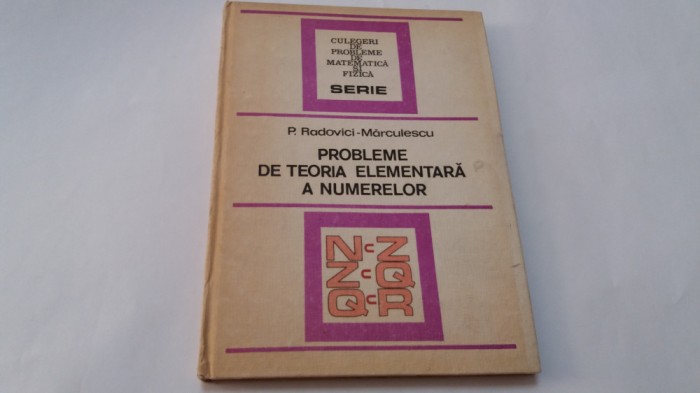 CULEGERI
DE
PROBLEME
DE
MATEMATICĂ
ȘI
FIZICĂ
SERIE
P. Radovici-Mărculescu
PROBLEME
DE TEORIA ELEMENTARĂ
A NUMERELOR
N⊂Z
Z⊂Q
Q⊂R